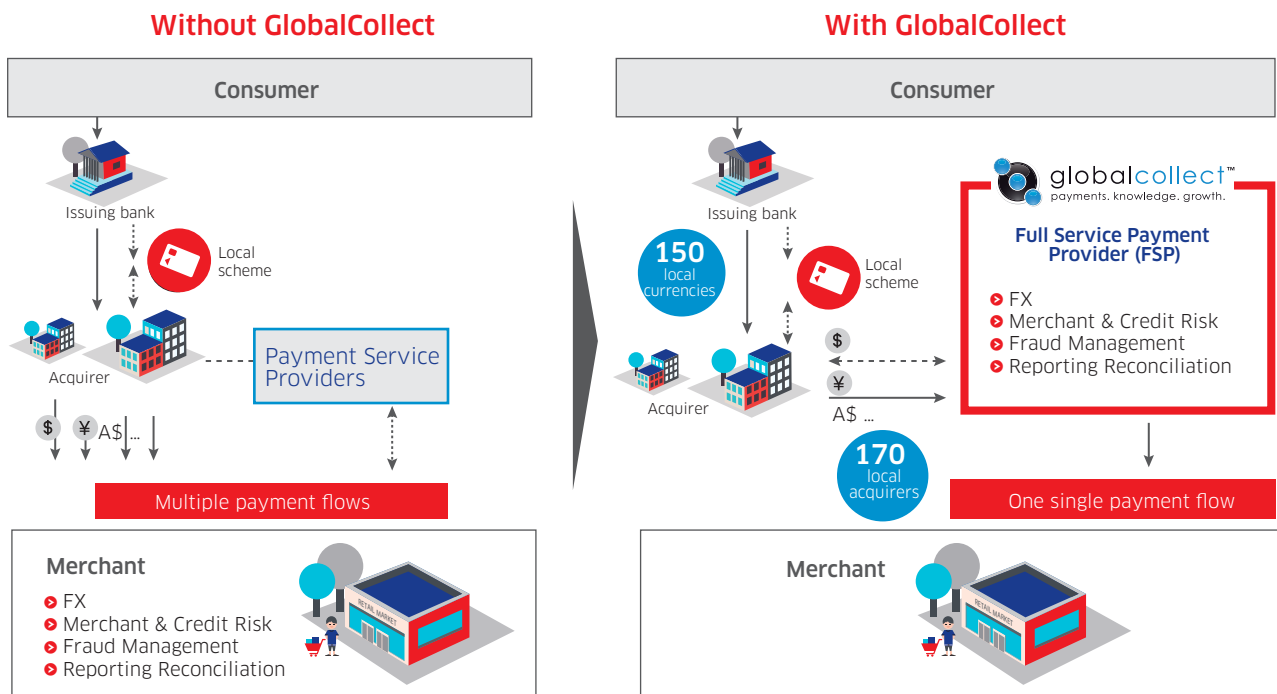 Without GlobalCollect
Consumer
Issuing bank
Local
scheme
Acquirer
Payment Service
Providers
$ ¥ A$ ...
Multiple payment flows
Merchant
FX
Merchant & Credit Risk
Fraud Management
Reporting Reconciliation
RETAIL MARKET
With GlobalCollect
Consumer
Issuing bank
150
local
currencies
Local
scheme
Acquirer
$
¥
A$ ...
170
local
acquirers
globalcollect™
payments. knowledge. growth.
Full Service Payment
Provider (FSP)
FX
Merchant & Credit Risk
Fraud Management
Reporting Reconciliation
One single payment flow
Merchant
RETAIL MARKET